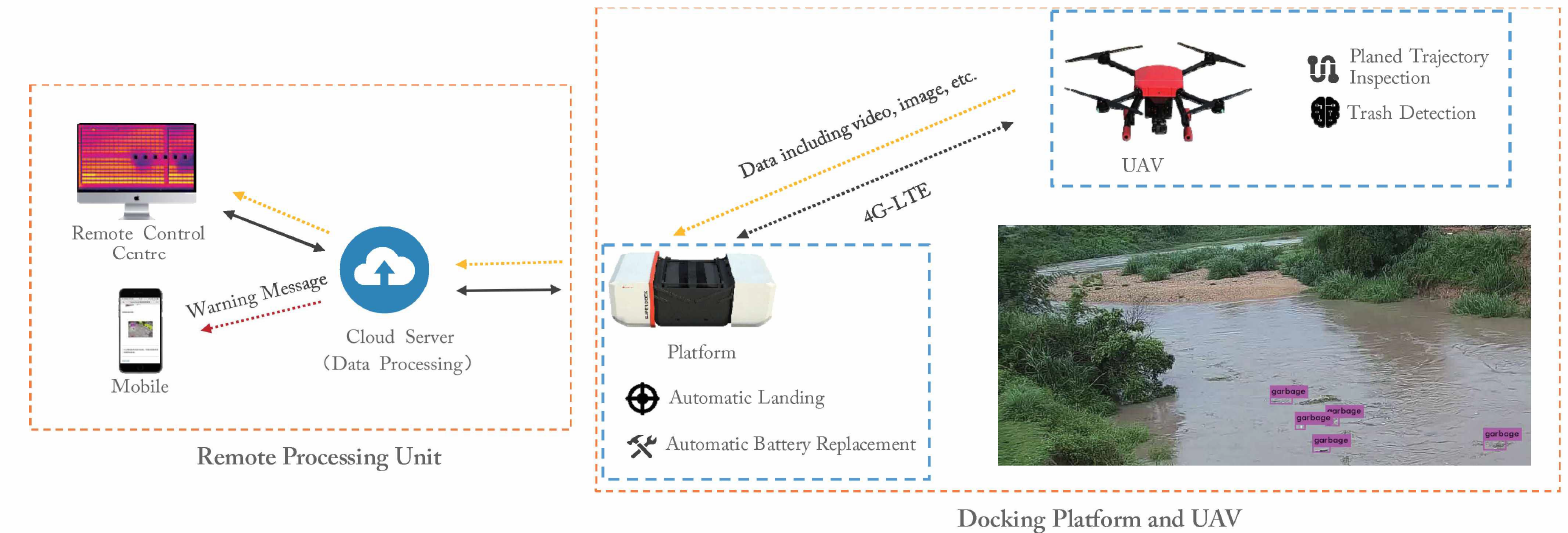 Remote Control
Centre
Mobile
Warning Message
Cloud Server
(Data Processing)
Remote Processing Unit
Data including video, image, etc.
4G-LTE
Platform
Automatic Landing
Automatic Battery Replacement
UAV
Planed Trajectory
Inspection
Trash Detection
garbage
garbage
garbage
garbage
garbage
Docking Platform and UAV